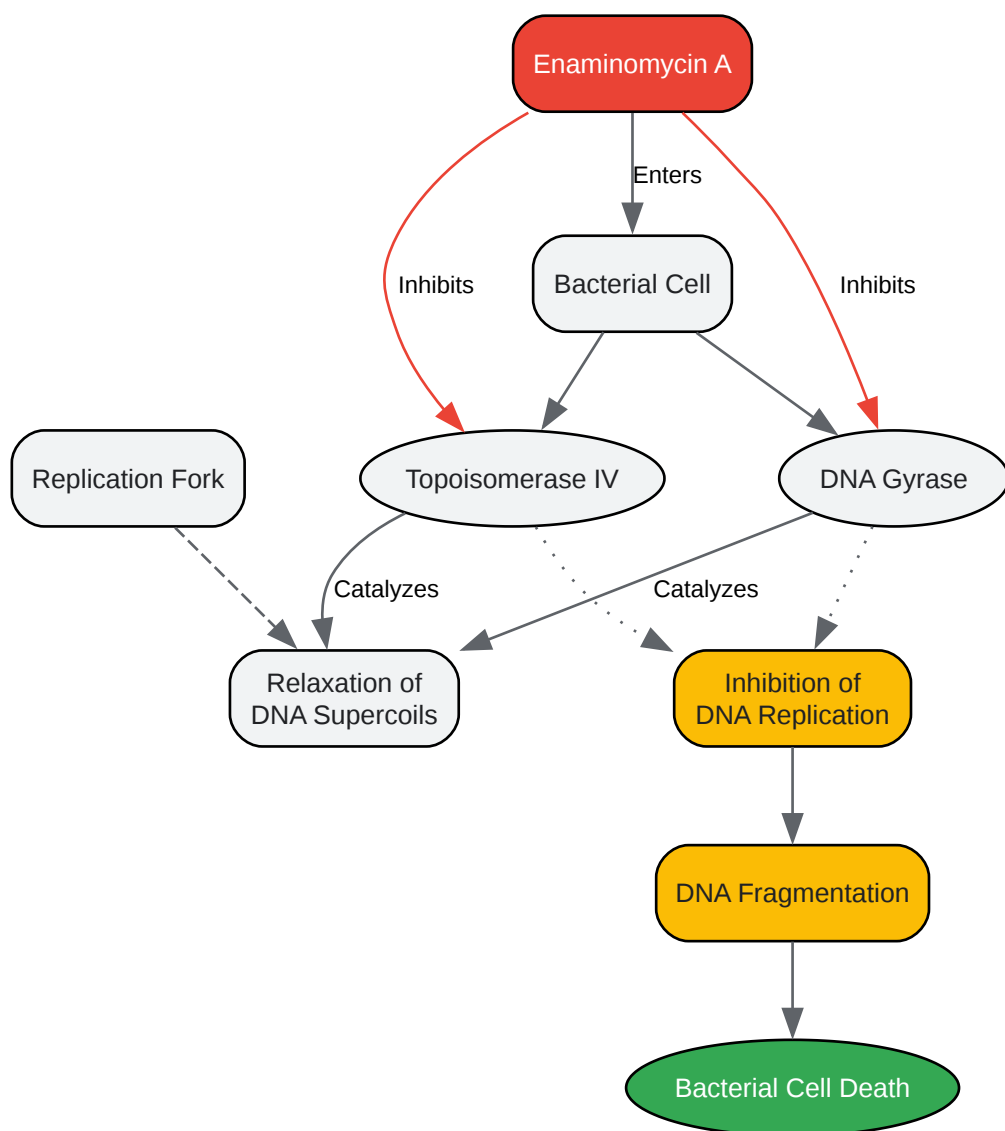 Enaminomycin A
Enters
Bacterial Cell
Inhibits
Inhibits
Replication Fork
Topoisomerase IV
DNA Gyrase
Catalyzes
Catalyzes
Relaxation of
DNA Supercoils
Inhibition of
DNA Replication
DNA Fragmentation
Bacterial Cell Death